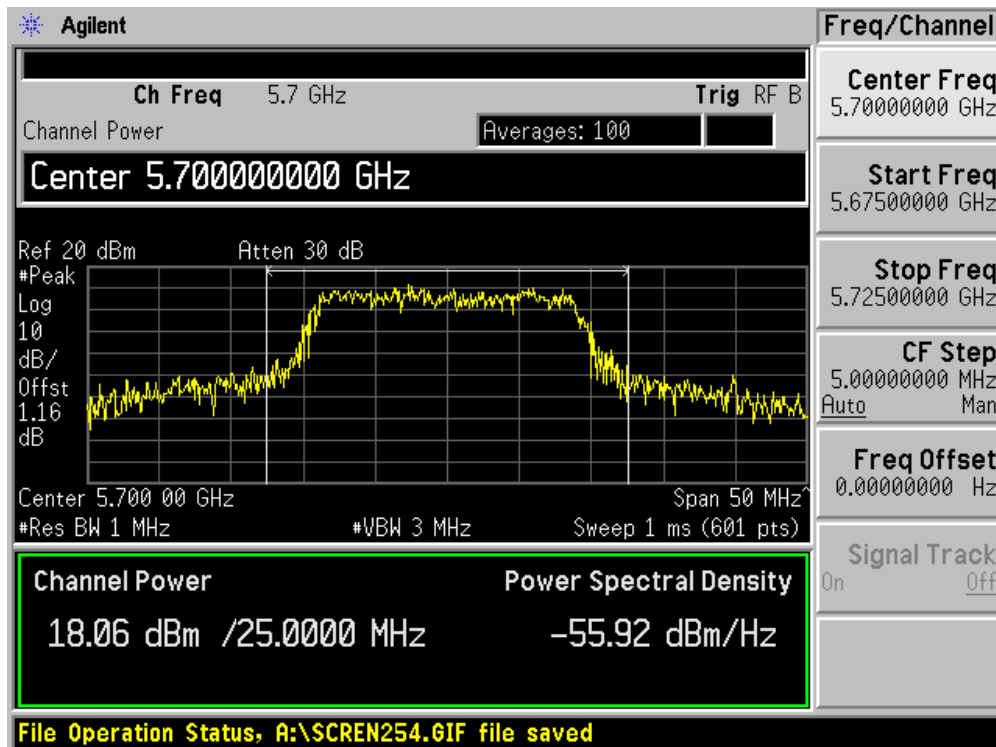 Agilent
Freq/Channel
Ch Freq 5.7 GHz Trig RF B
Channel Power Averages: 100
Center 5.700000000 GHz
Ref 20 dBm Atten 30 dB
#Peak
Log
10
dB/
Offst
1.16
dB
Center 5.700 00 GHz Span 50 MHz^
#Res BW 1 MHz #VBW 3 MHz Sweep 1 ms (601 pts)
Channel Power Power Spectral Density
18.06 dBm /25.0000 MHz -55.92 dBm/Hz
File Operation Status, A:\SCREN254.GIF file saved
Center Freq
5.70000000 GHz
Start Freq
5.67500000 GHz
Stop Freq
5.72500000 GHz
CF Step
5.00000000 MHz
Auto Man
Freq Offset
0.00000000 Hz
Signal Track
On Off